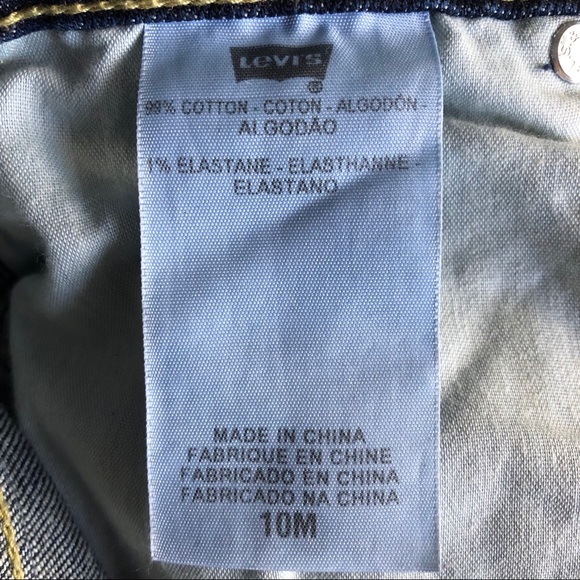 Levi's
®
99% COTTON - COTON - ALGODÓN -
ALGODÃO
1% ELASTANE - ELASTHANNE -
ELASTANO
MADE IN CHINA
FABRIQUE EN CHINE
FABRICADO EN CHINA
FABRICADO NA CHINA
10M